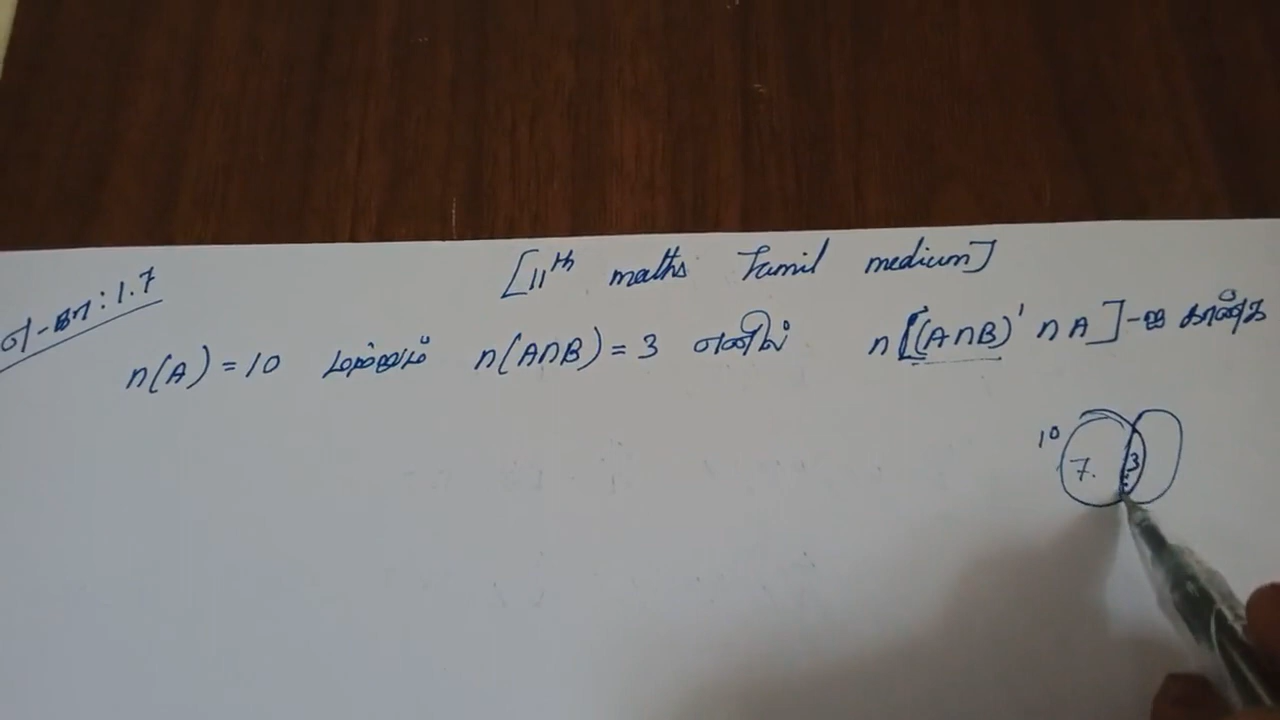 [11th maths Tamil medium]
எ-கா: 1.7
n(A) = 10 மற்றும் n(A∩B) = 3 எனில் n[(A∩B)' ∩ A] -ஐ காண்க
10
7. 3